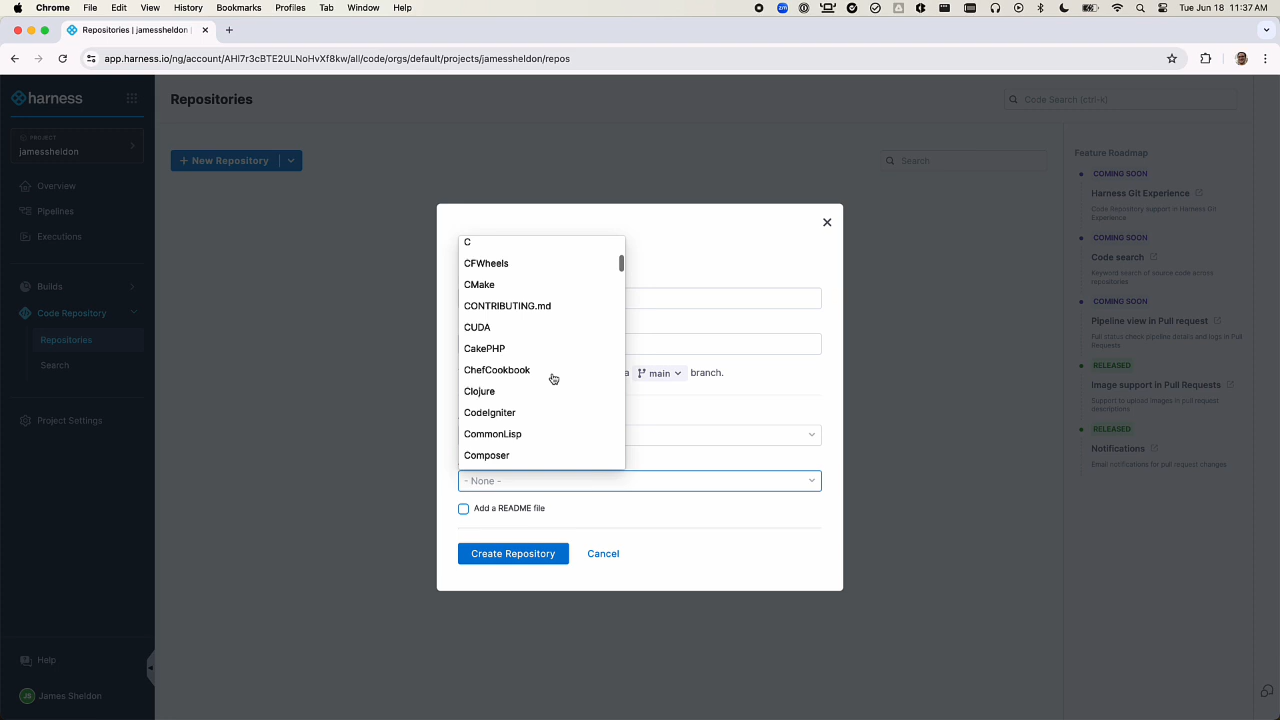 Chrome File Edit View History Bookmarks Profiles Tab Window Help Tue Jun 18 11:37 AM
Repositories | jamessheldon |
app.harness.io/ng/account/AHI7r3cBTE2ULNoHvXf8kw/all/code/orgs/default/projects/jamessheldon/repos
harness
Repositories
Code Search (ctrl-k)
PROJECT
jamessheldon
+ New Repository
Search
Overview
Pipelines
Executions
Builds
Code Repository
Repositories
Search
Project Settings
Help
JS James Sheldon
C
CFWheels
CMake
CONTRIBUTING.md
CUDA
CakePHP
ChefCookbook
Clojure
CodeIgniter
CommonLisp
Composer
a main branch.
- None -
Add a README file
Create Repository Cancel
Feature Roadmap
COMING SOON
Harness Git Experience
Code Repository support in Harness Git
Experience
COMING SOON
Code search
Keyword search of source code across
repositories
COMING SOON
Pipeline view in Pull request
Full status check pipeline details and logs in Pull
Requests
RELEASED
Image support in Pull Requests
Support to upload images in pull request
descriptions
RELEASED
Notifications
Email notifications for pull request changes